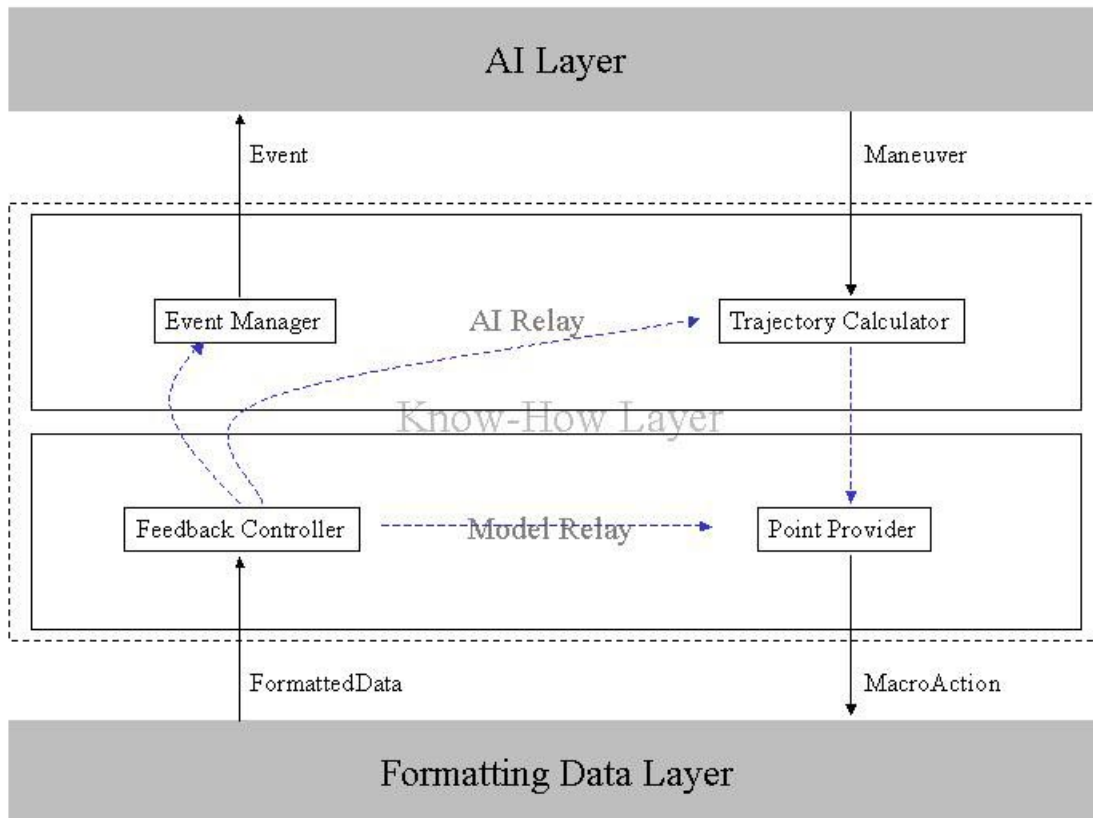 AI Layer
Event
Maneuver
Event Manager
AI Relay
Trajectory Calculator
Know-How Layer
Feedback Controller
Model Relay
Point Provider
FormattedData
MacroAction
Formatting Data Layer